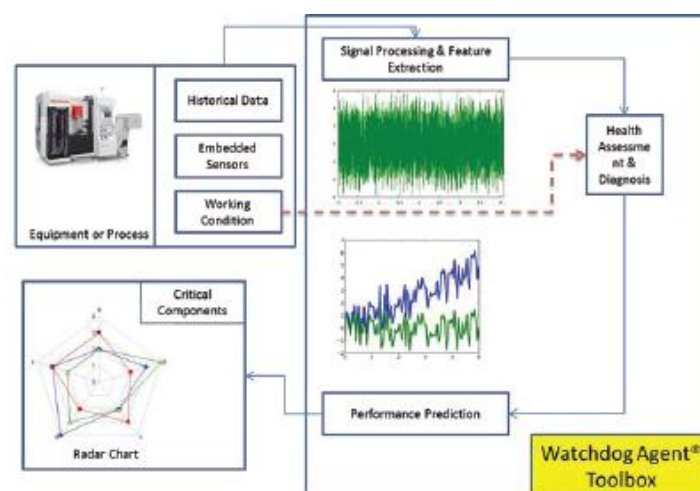 Signal Processing & Feature
Extraction
Historical Data
Embedded
Sensors
Working
Condition
Equipment or Process
Health
Assessme
nt &
Diagnosis
Critical
Components
Radar Chart
Performance Prediction
Watchdog Agent®
Toolbox